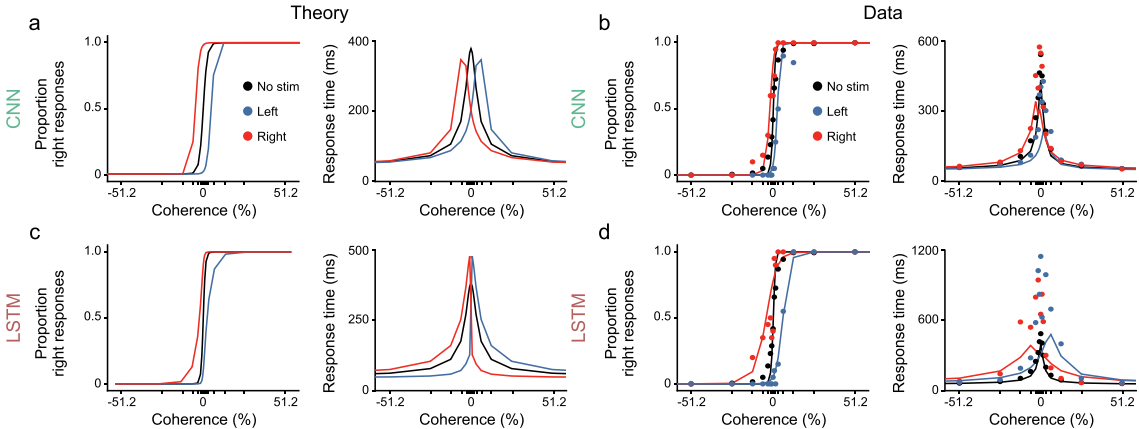 Theory
Data
a
CNN
Proportion
right responses
1.0
0.5
0
-51.2
0
51.2
Coherence (%)
No stim
Left
Right
Response time (ms)
400
200
0
-51.2
0
51.2
Coherence (%)
b
CNN
Proportion
right responses
1.0
0.5
0
-51.2
0
51.2
Coherence (%)
No stim
Left
Right
Response time (ms)
600
300
0
-51.2
0
51.2
Coherence (%)
c
LSTM
Proportion
right responses
1.0
0.5
0
-51.2
0
51.2
Coherence (%)
Response time (ms)
500
250
0
-51.2
0
51.2
Coherence (%)
d
LSTM
Proportion
right responses
1.0
0.5
0
-51.2
0
51.2
Coherence (%)
Response time (ms)
1200
600
0
-51.2
0
51.2
Coherence (%)